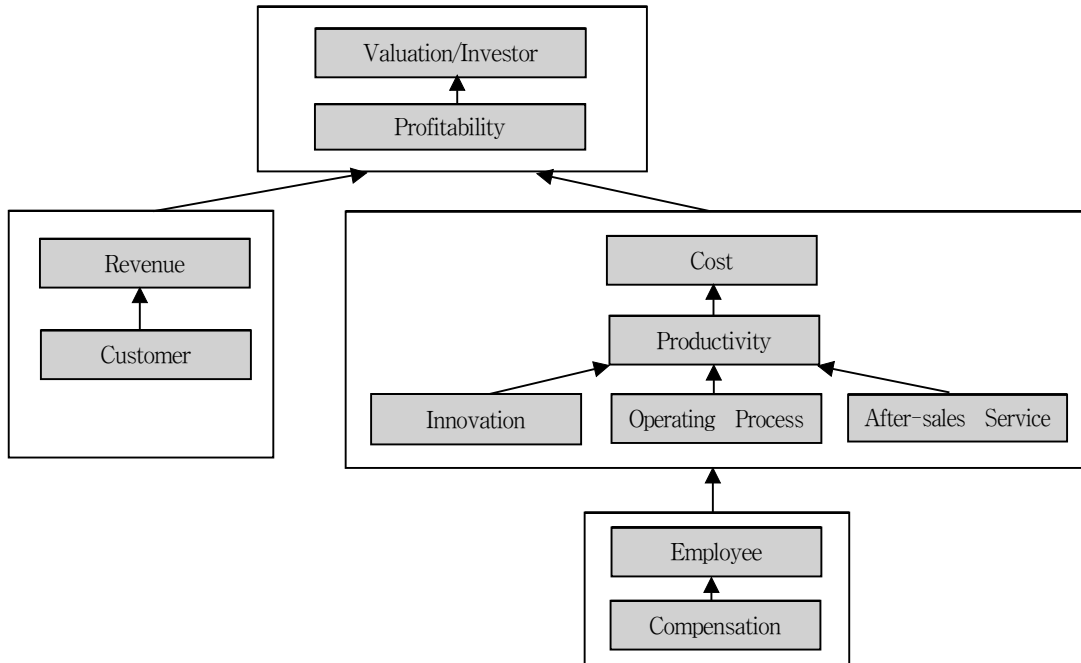 Valuation/Investor
Profitability
Revenue
Customer
Cost
Productivity
Innovation
Operating Process
After-sales Service
Employee
Compensation